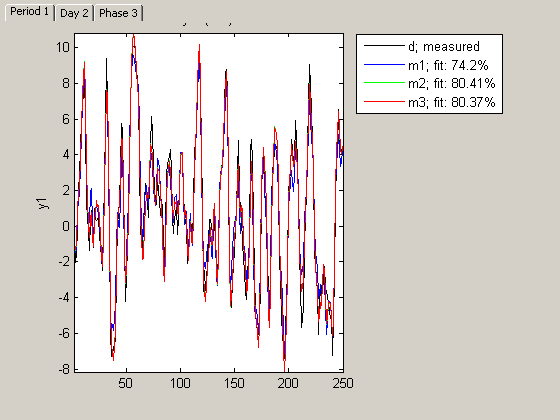 Period 1 Day 2 Phase 3
d; measured
m1; fit: 74.2%
m2; fit: 80.41%
m3; fit: 80.37%
y1
10
8
6
4
2
0
-2
-4
-6
-8
50 100 150 200 250